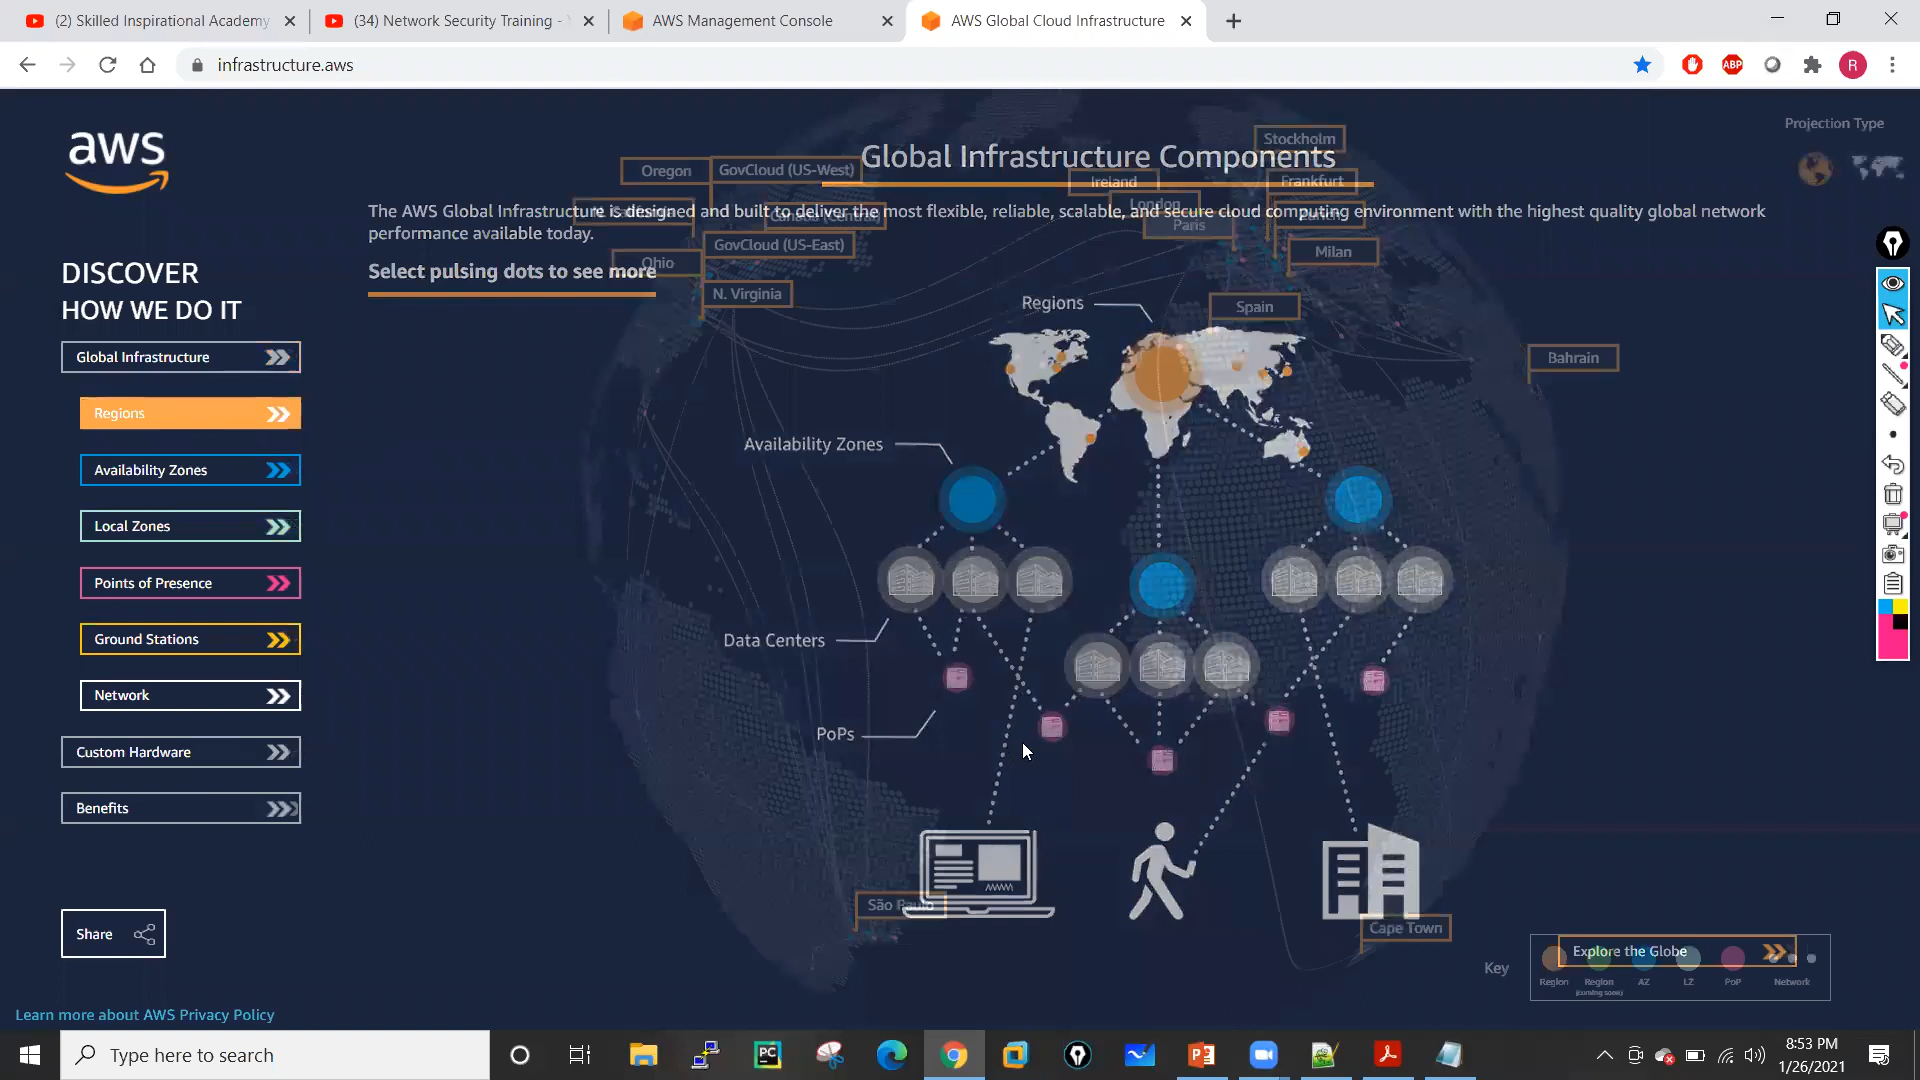 (2) Skilled Inspirational Academy
(34) Network Security Training -
AWS Management Console
AWS Global Cloud Infrastructure
infrastructure.aws
R
ABP
aws
Projection Type
Global Infrastructure Components
Stockholm
Oregon
GovCloud (US-West)
Ireland
Frankfurt
London
The AWS Global Infrastructure is designed and built to deliver the most flexible, reliable, scalable, and secure cloud computing environment with the highest quality global network
performance available today.
Paris
GovCloud (US-East)
Milan
Ohio
Select pulsing dots to see more
N. Virginia
Spain
Bahrain
DISCOVER
HOW WE DO IT
Global Infrastructure
Regions
Availability Zones
Local Zones
Points of Presence
Ground Stations
Network
Custom Hardware
Benefits
Regions
Availability Zones
Data Centers
PoPs
São Paulo
Cape Town
Share
Key
Explore the Globe
Region
Region
(coming soon)
AZ
LZ
PoP
Network
Learn more about AWS Privacy Policy
Type here to search
PC
8:53 PM
1/26/2021